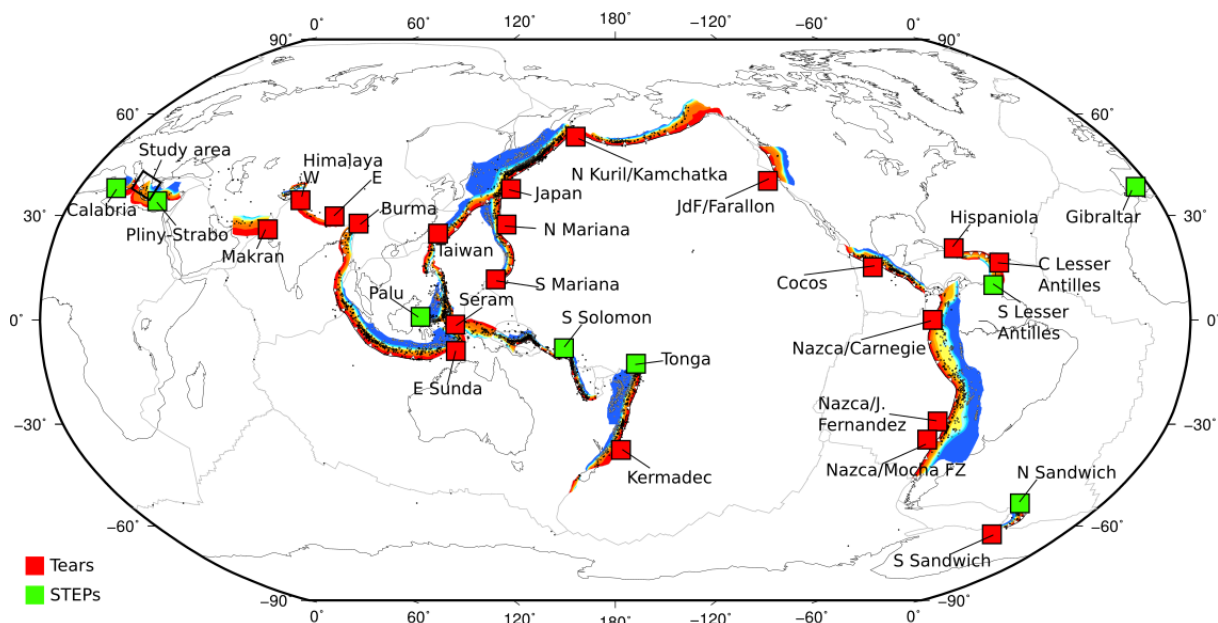 0° 60° 120° 180° −120° −60° 0°
90° 90°
60° 60°
Study area
Himalaya
W E
N Kuril/Kamchatka
Calabria
Burma
Japan
JdF/Farallon
30° 30°
Pliny-Strabo
Hispaniola
Gibraltar
Makran
Taiwan
N Mariana
C Lesser
Antilles
Cocos
S Mariana
Palu
Seram
S Solomon
S Lesser
Antilles
0° 0°
Nazca/Carnegie
Tonga
E Sunda
Nazca/J.
Fernandez
−30° −30°
Kermadec
Nazca/Mocha FZ
N Sandwich
−60° −60°
S Sandwich
Tears
STEPs
−90° −90°
0° 60° 120° 180° −120° −60° 0°